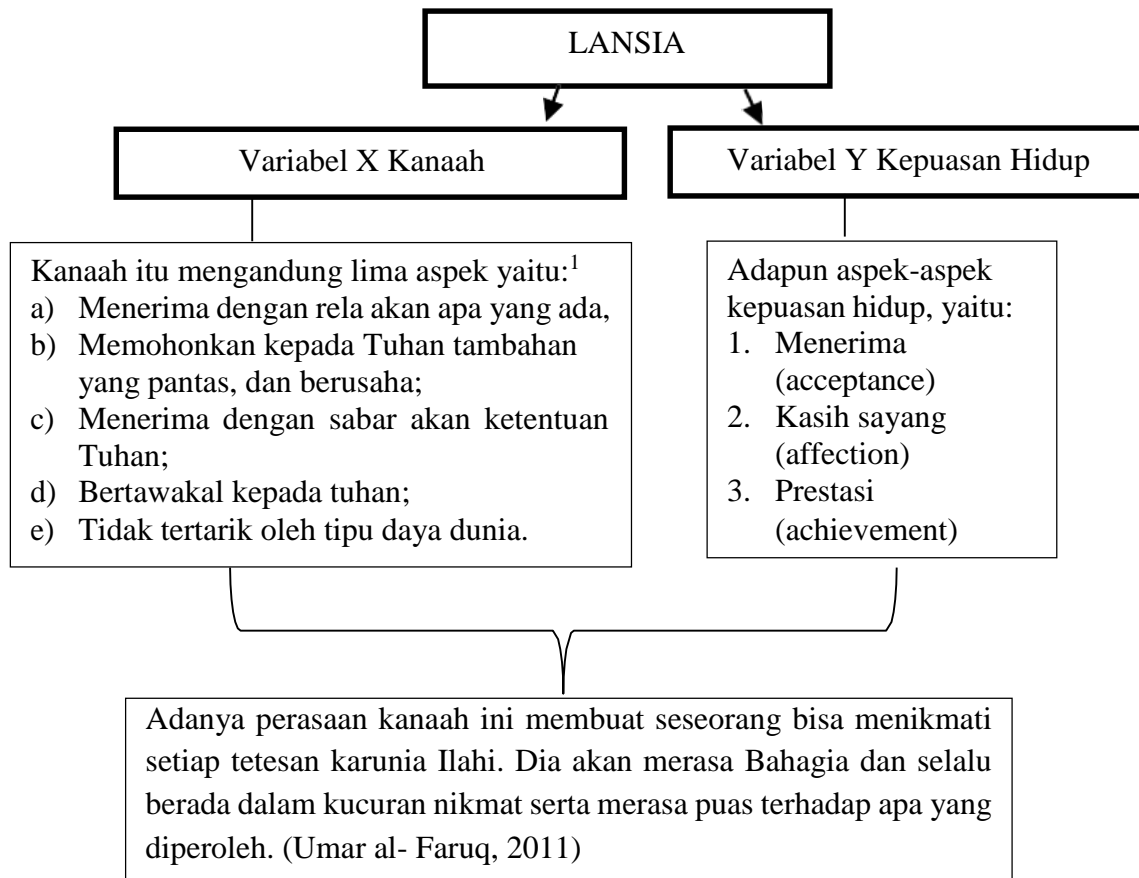 LANSIA
Variabel X Kanaah
Variabel Y Kepuasan Hidup
Kanaah itu mengandung lima aspek yaitu:1
a) Menerima dengan rela akan apa yang ada,
b) Memohonkan kepada Tuhan tambahan
yang pantas, dan berusaha;
c) Menerima dengan sabar akan ketentuan
Tuhan;
d) Bertawakal kepada tuhan;
e) Tidak tertarik oleh tipu daya dunia.
Adapun aspek-aspek
kepuasan hidup, yaitu:
1. Menerima
(acceptance)
2. Kasih sayang
(affection)
3. Prestasi
(achievement)
Adanya perasaan kanaah ini membuat seseorang bisa menikmati
setiap tetesan karunia Ilahi. Dia akan merasa Bahagia dan selalu
berada dalam kucuran nikmat serta merasa puas terhadap apa yang
diperoleh. (Umar al- Faruq, 2011)